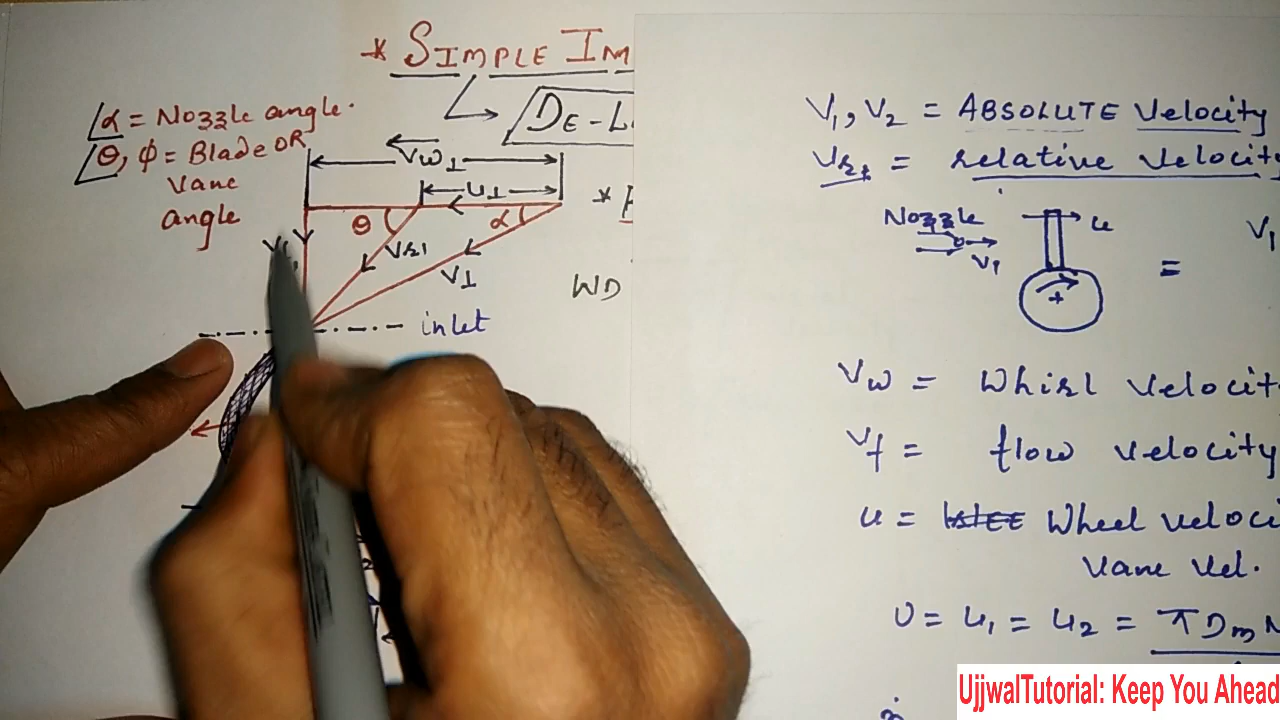 * SIMPLE IM
DE-L
∠α = Nozzle angle.
∠θ, φ = Blade OR
Vane
angle
Vw1
u1
θ
α
Vr1
V1
WD
inlet
V1, V2 = ABSOLUTE Velocity
Vr1 = relative velocity
Nozzle
u
V1
V1
+
=
Vw = Whirl velocit
Vf = flow velocity
u = Wheel veloci
Vane Vel.
U = u1 = u2 = πDmN
UjjwalTutorial: Keep You Ahead